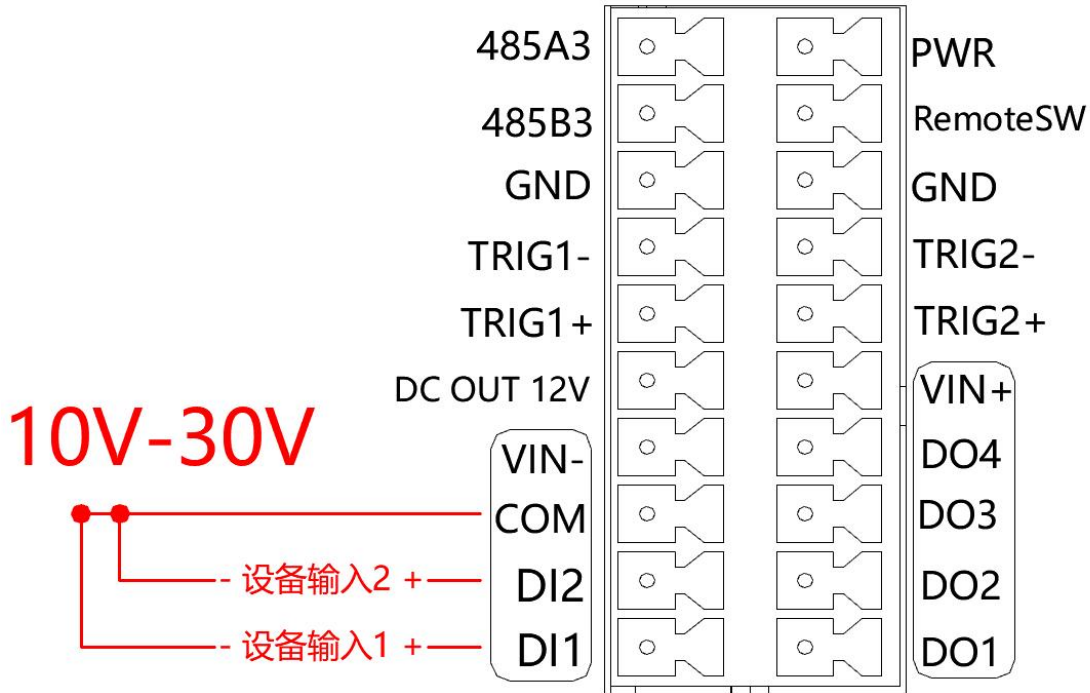 485A3
PWR
485B3
RemoteSW
GND
GND
TRIG1-
TRIG2-
TRIG1+
TRIG2+
DC OUT 12V
VIN+
10V-30V
VIN-
DO4
COM
DO3
- 设备输入2 +
DI2
DO2
- 设备输入1 +
DI1
DO1